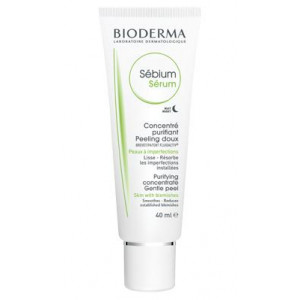 BIODERMA
LABORATOIRE DERMATOLOGIQUE
Sébium
Sérum
Concentré
purifiant
Peeling doux
Peaux à imperfections
Lisse - Résorbe
les imperfections
installées
Purifying
concentrate
Gentle peel
Skin with blemishes
Smoothes - Reduces
established blemishes
40 ml ℮